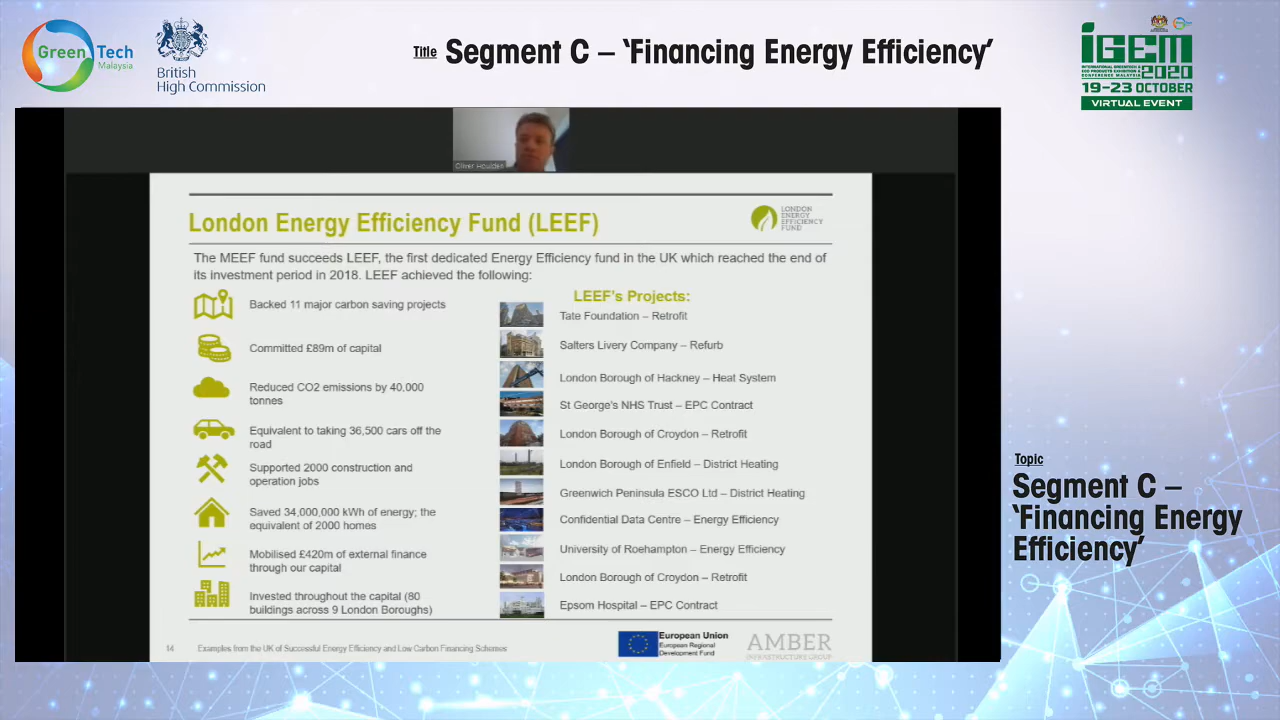 Green Tech
Malaysia
British
High Commission
Title Segment C – ‘Financing Energy Efficiency’
iGEM
INTERNATIONAL GREENTECH &
ECO PRODUCTS EXHIBITION &
CONFERENCE MALAYSIA
2020
19-23 OCTOBER
VIRTUAL EVENT
Oliver Houlden
London Energy Efficiency Fund (LEEF)
LONDON
ENERGY
EFFICIENCY
FUND
The MEEF fund succeeds LEEF, the first dedicated Energy Efficiency fund in the UK which reached the end of
its investment period in 2018. LEEF achieved the following:
Backed 11 major carbon saving projects
Committed £89m of capital
Reduced CO2 emissions by 40,000
tonnes
Equivalent to taking 36,500 cars off the
road
Supported 2000 construction and
operation jobs
Saved 34,000,000 kWh of energy; the
equivalent of 2000 homes
Mobilised £420m of external finance
through our capital
Invested throughout the capital (80
buildings across 9 London Boroughs)
LEEF's Projects:
Tate Foundation – Retrofit
Salters Livery Company – Refurb
London Borough of Hackney – Heat System
St George's NHS Trust – EPC Contract
London Borough of Croydon – Retrofit
London Borough of Enfield – District Heating
Greenwich Peninsula ESCO Ltd – District Heating
Confidential Data Centre – Energy Efficiency
University of Roehampton – Energy Efficiency
London Borough of Croydon – Retrofit
Epsom Hospital – EPC Contract
14 Examples from the UK of Successful Energy Efficiency and Low Carbon Financing Schemes
European Union
European Regional
Development Fund
AMBER
INFRASTRUCTURE GROUP
Topic
Segment C –
‘Financing Energy
Efficiency’